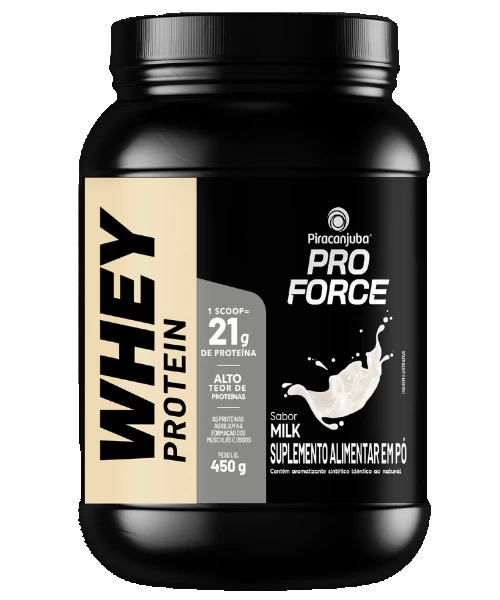 WHEY
PROTEIN
1 SCOOP=
21g
DE PROTEÍNA
ALTO
TEOR DE
PROTEÍNAS
AS PROTEÍNAS
AUXILIAM NA
FORMAÇÃO DOS
MÚSCULOS E OSSOS
PESO LÍQ.
450 g
Piracanjuba®
PRO
FORCE
Sabor
MILK
SUPLEMENTO ALIMENTAR EM PÓ
Contém aromatizante sintético idêntico ao natural